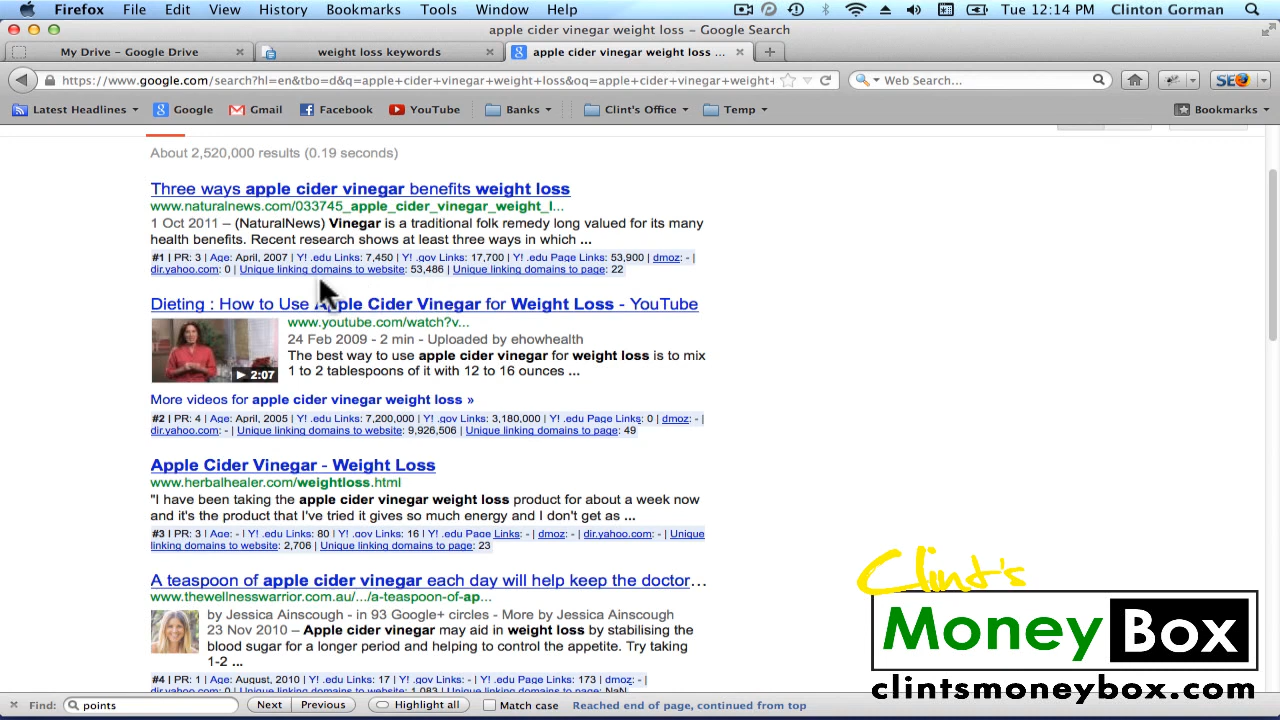 Firefox File Edit View History Bookmarks Tools Window Help Tue 12:14 PM Clinton Gorman
apple cider vinegar weight loss – Google Search
My Drive – Google Drive × weight loss keywords × apple cider vinegar weight loss ... × +
https://www.google.com/search?hl=en&tbo=d&q=apple+cider+vinegar+weight+loss&oq=apple+cider+vinegar+weight+ Web Search... SEO
Latest Headlines Google Gmail Facebook YouTube Banks Clint's Office Temp Bookmarks
About 2,520,000 results (0.19 seconds)
Three ways apple cider vinegar benefits weight loss
www.naturalnews.com/033745_apple_cider_vinegar_weight_l...
1 Oct 2011 – (NaturalNews) Vinegar is a traditional folk remedy long valued for its many
health benefits. Recent research shows at least three ways in which ...
#1 | PR: 3 | Age: April, 2007 | Y! .edu Links: 7,450 | Y! .gov Links: 17,700 | Y! .edu Page Links: 53,900 | dmoz: - |
dir.yahoo.com: 0 | Unique linking domains to website: 53,486 | Unique linking domains to page: 22
Dieting : How to Use Apple Cider Vinegar for Weight Loss - YouTube
www.youtube.com/watch?v...
24 Feb 2009 - 2 min - Uploaded by ehowhealth
The best way to use apple cider vinegar for weight loss is to mix
1 to 2 tablespoons of it with 12 to 16 ounces ...
2:07
More videos for apple cider vinegar weight loss »
#2 | PR: 4 | Age: April, 2005 | Y! .edu Links: 7,200,000 | Y! .gov Links: 3,180,000 | Y! .edu Page Links: 0 | dmoz: - |
dir.yahoo.com: - | Unique linking domains to website: 9,926,506 | Unique linking domains to page: 49
Apple Cider Vinegar - Weight Loss
www.herbalhealer.com/weightloss.html
"I have been taking the apple cider vinegar weight loss product for about a week now
and it's the product that I've tried it gives so much energy and I don't get as ...
#3 | PR: 3 | Age: - | Y! .edu Links: 80 | Y! .gov Links: 16 | Y! .edu Page Links: - | dmoz: - | dir.yahoo.com: - | Unique
linking domains to website: 2,706 | Unique linking domains to page: 23
A teaspoon of apple cider vinegar each day will help keep the doctor...
www.thewellnesswarrior.com.au/.../a-teaspoon-of-ap...
by Jessica Ainscough - in 93 Google+ circles - More by Jessica Ainscough
23 Nov 2010 – Apple cider vinegar may aid in weight loss by stabilising the
blood sugar for a longer period and helping to control the appetite. Try taking
1-2 ...
#4 | PR: 1 | Age: August, 2010 | Y! .edu Links: 17 | Y! .gov Links: - | Y! .edu Page Links: 173 | dmoz: - |
dir.yahoo.com: 0 | Unique linking domains to website: 1,083 | Unique linking domains to page: NaN
Clint's
Money Box
clintsmoneybox.com
× Find: points Next Previous Highlight all Match case Reached end of page, continued from top